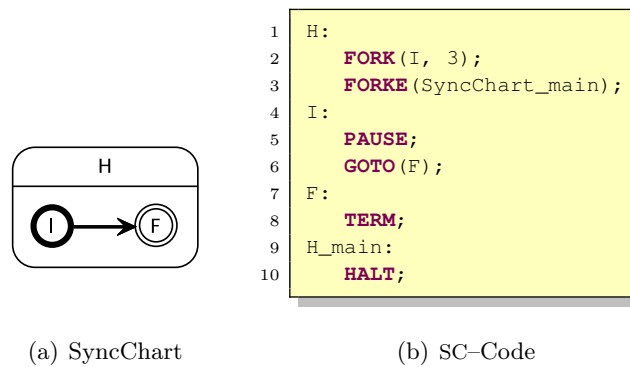 H
I
F
(a) SyncChart
1 H:
2 FORK(I, 3);
3 FORKE(SyncChart_main);
4 I:
5 PAUSE;
6 GOTO(F);
7 F:
8 TERM;
9 H_main:
10 HALT;
(b) SC–Code